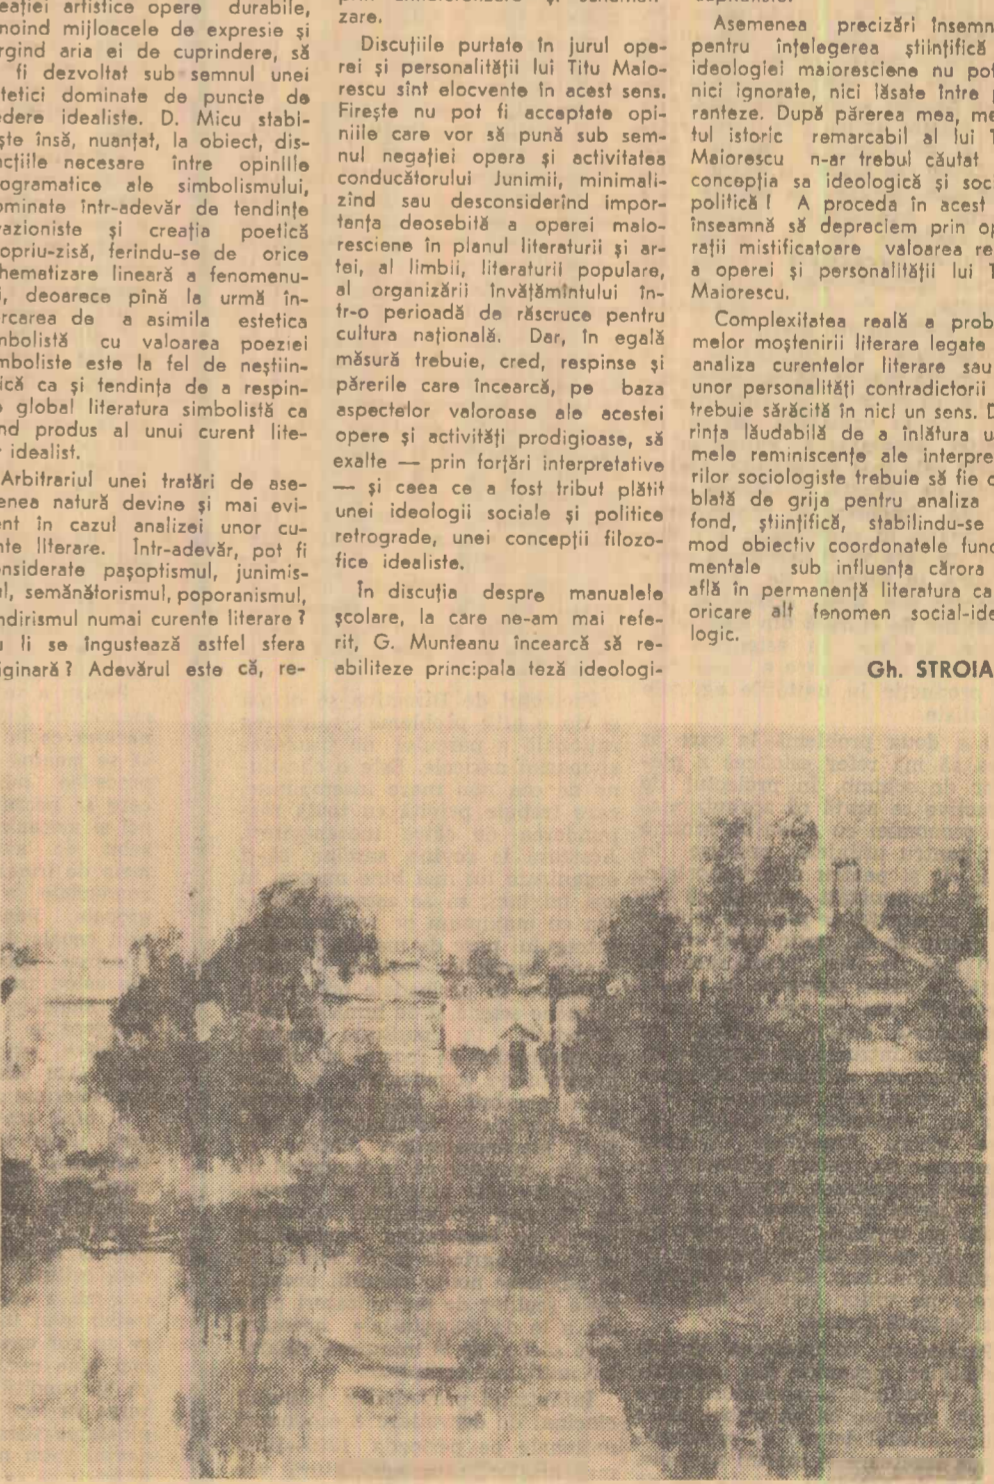 eației artistice opere durabile,
noind mijloacele de expresie și
rgind aria ei de cuprindere, să
fi dezvoltat sub semnul unei
tetici dominate de puncte de
edere idealiste. D. Micu stabi-
ște însă, nuanțat, la obiect, dis-
ncțiile necesare între opiniile
ogramatice ale simbolismului,
ominate într-adevăr de tendințe
vazioniste și creația poetică
opriu-zisă, ferindu-se de orice
hematizare lineară a fenomenu-
i, deoarece pînă la urmă în-
rcarea de a asimila estetica
mbolistă cu valoarea poeziei
mboliste este la fel de neștiin-
ică ca și tendința de a respin-
e global literatura simbolistă ca
nd produs al unui curent lite-
r idealist.
Arbitrariul unei tratări de ase-
enea natură devine și mai evi-
ent în cazul analizei unor cu-
nte literare. Într-adevăr, pot fi
nsiderate pașoptismul, junimis-
ul, semănătorismul, poporanismul,
ndirismul numai curente literare?
u li se îngustează astfel sfera
iginară? Adevărul este că, re-
zare.
Discuțiile purtate în jurul ope-
rei și personalității lui Titu Maio-
rescu sînt elocvente în acest sens.
Firește nu pot fi acceptate opi-
niile care vor să pună sub sem-
nul negației opera și activitatea
conducătorului Junimii, minimali-
zînd sau desconsiderînd impor-
tența deosebită a operei maio-
resciene în planul literaturii și ar-
tei, al limbii, literaturii populare,
al organizării învățămîntului în-
tr-o perioadă de răscruce pentru
cultura națională. Dar, în egală
măsură trebuie, cred, respinse și
părerile care încearcă, pe baza
aspectelor valoroase ale acestei
opere și activități prodigioase, să
exalte — prin forțări interpretative
— și ceea ce a fost tribut plătit
unei ideologii sociale și politice
retrograde, unei concepții filozo-
fice idealiste.
În discuția despre manualele
școlare, la care ne-am mai refe-
rit, G. Munteanu încearcă să re-
abiliteze principala teză ideologi-
Asemenea precizări însemn
pentru înțelegerea științifică
ideologiei maioresciene nu pot
nici ignorate, nici lăsate între p
ranteze. După părerea mea, me
tul istoric remarcabil al lui T
Maiorescu n-ar trebui căutat
concepția sa ideologică și soc
politică! A proceda în acest
înseamnă să depreciem prin op
rații mistificatoare valoarea re
a operei și personalității lui T
Maiorescu.
Complexitatea reală a prob
melor moștenirii literare legate
analiza curentelor literare sau
unor personalități contradictorii
trebuie sărăcită în nici un sens. D
rința lăudabilă de a înlătura u
mele reminiscențe ale interpre
rilor sociologiste trebuie să fie d
blată de grija pentru analiza
fond, științifică, stabilindu-se
mod obiectiv coordonatele fund
mentale sub influența cărora
află în permanență literatura ca
oricare alt fenomen social-ide
logic.
Gh. STROIA